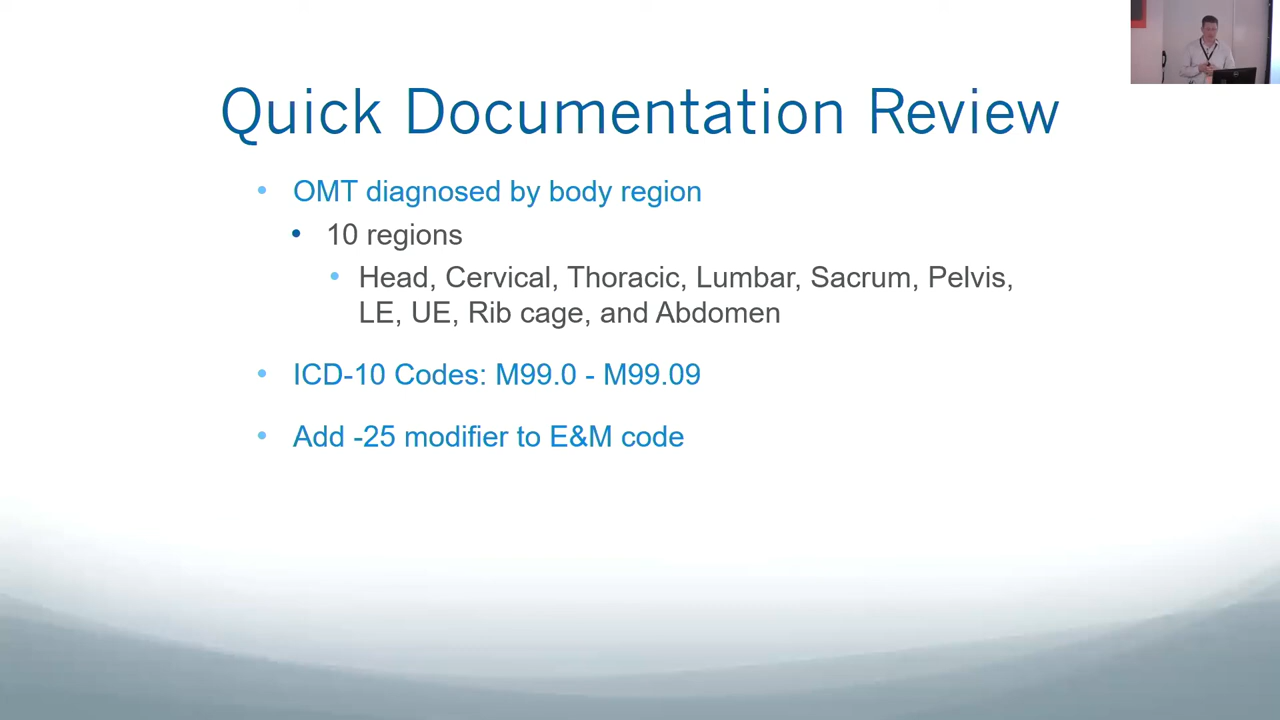 Quick Documentation Review
• OMT diagnosed by body region
• 10 regions
• Head, Cervical, Thoracic, Lumbar, Sacrum, Pelvis,
LE, UE, Rib cage, and Abdomen
• ICD-10 Codes: M99.0 - M99.09
• Add -25 modifier to E&M code